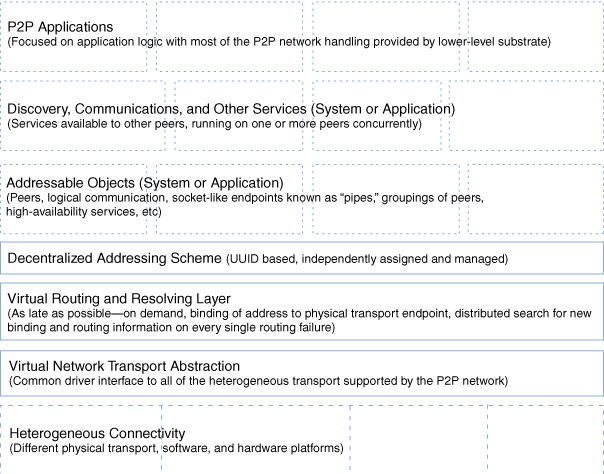 P2P Applications
(Focused on application logic with most of the P2P network handling provided by lower-level substrate)
Discovery, Communications, and Other Services (System or Application)
(Services available to other peers, running on one or more peers concurrently)
Addressable Objects (System or Application)
(Peers, logical communication, socket-like endpoints known as “pipes,” groupings of peers,
high-availability services, etc)
Decentralized Addressing Scheme (UUID based, independently assigned and managed)
Virtual Routing and Resolving Layer
(As late as possible—on demand, binding of address to physical transport endpoint, distributed search for new
binding and routing information on every single routing failure)
Virtual Network Transport Abstraction
(Common driver interface to all of the heterogeneous transport supported by the P2P network)
Heterogeneous Connectivity
(Different physical transport, software, and hardware platforms)